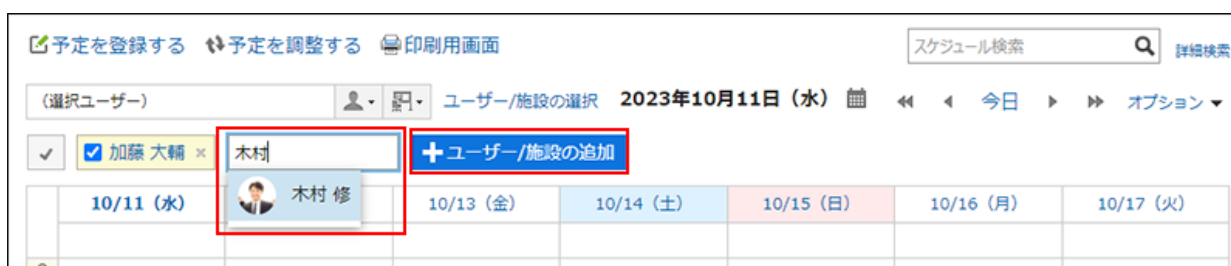 予定を登録する 予定を調整する 印刷用画面 スケジュール検索 詳細検索
（選択ユーザー） ユーザー/施設の選択 2023年10月11日（水） 今日 オプション
加藤 大輔 × 木村 ユーザー/施設の追加
木村 修
10/11（水） 10/13（金） 10/14（土） 10/15（日） 10/16（月） 10/17（火）